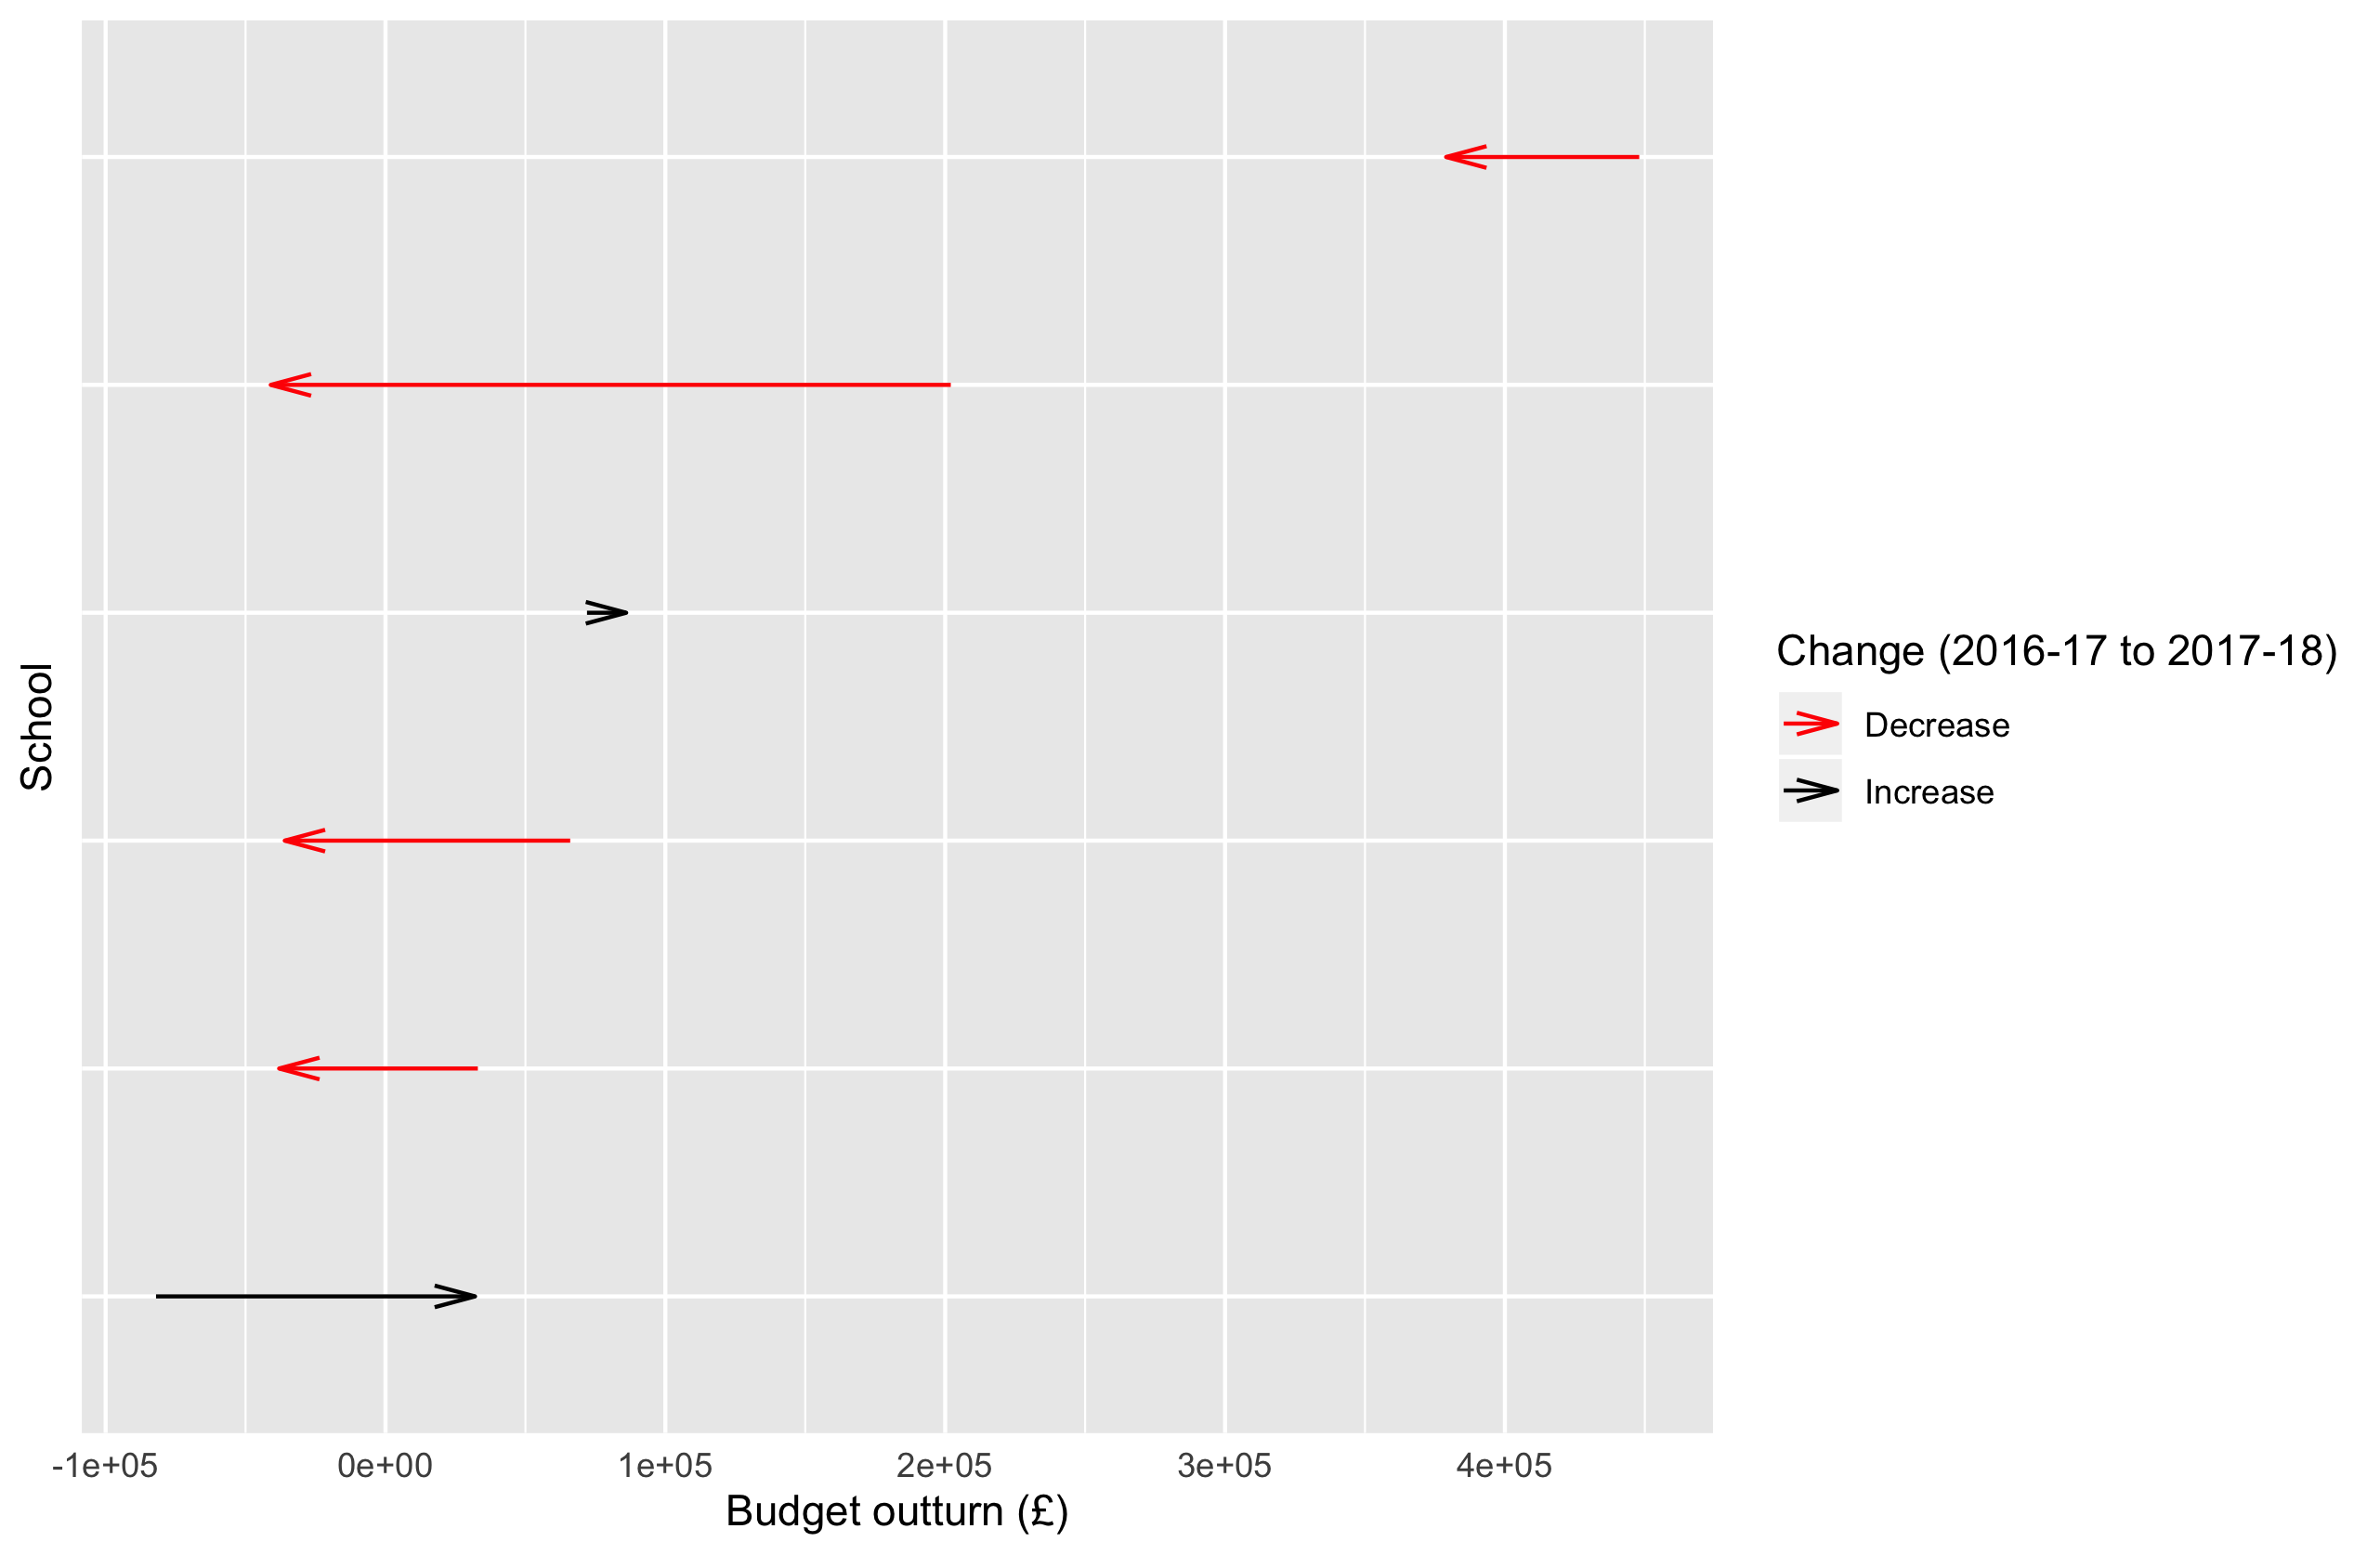 School
-1e+05 0e+00 1e+05 2e+05 3e+05 4e+05
Budget outturn (£)
Change (2016-17 to 2017-18)
Decrease
Increase